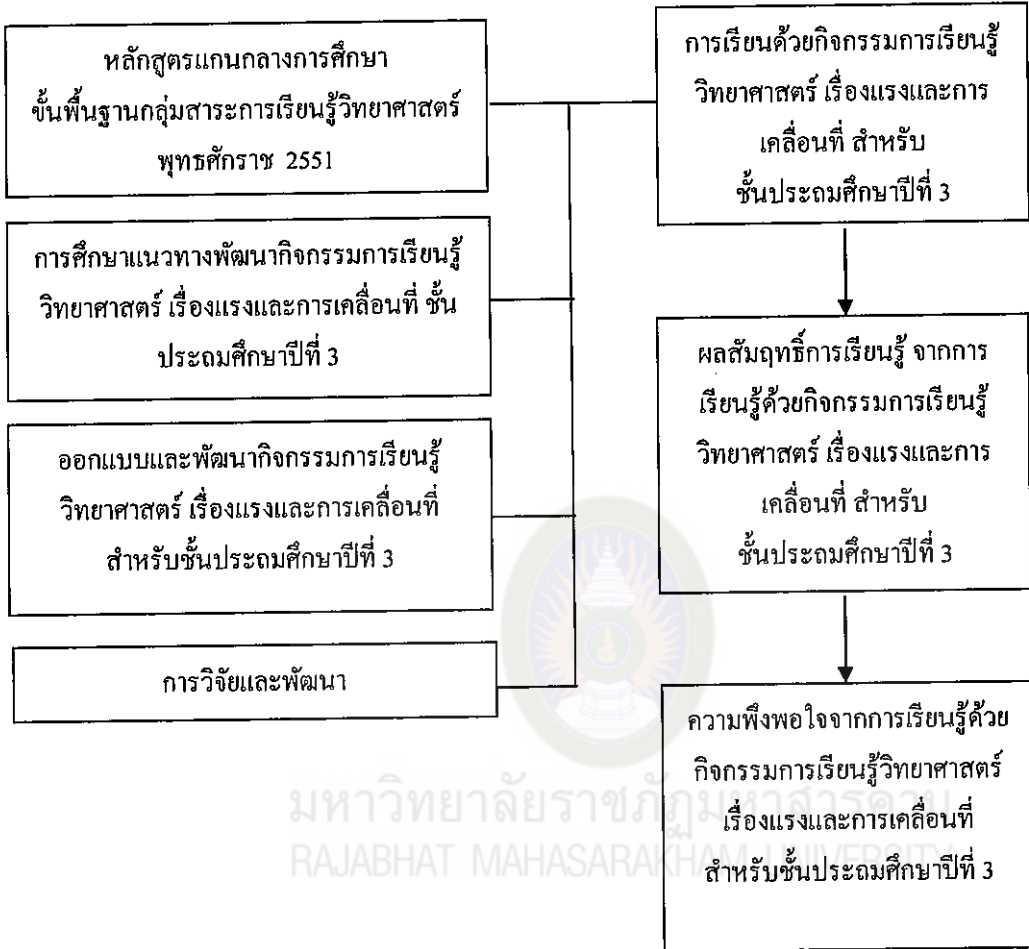 หลักสูตรแกนกลางการศึกษา
ขั้นพื้นฐานกลุ่มสาระการเรียนรู้วิทยาศาสตร์
พุทธศักราช 2551
การศึกษาแนวทางพัฒนากิจกรรมการเรียนรู้
วิทยาศาสตร์ เรื่องแรงและการเคลื่อนที่ ชั้น
ประถมศึกษาปีที่ 3
ออกแบบและพัฒนากิจกรรมการเรียนรู้
วิทยาศาสตร์ เรื่องแรงและการเคลื่อนที่
สำหรับชั้นประถมศึกษาปีที่ 3
การวิจัยและพัฒนา
การเรียนด้วยกิจกรรมการเรียนรู้
วิทยาศาสตร์ เรื่องแรงและการ
เคลื่อนที่ สำหรับ
ชั้นประถมศึกษาปีที่ 3
ผลสัมฤทธิ์การเรียนรู้ จากการ
เรียนรู้ด้วยกิจกรรมการเรียนรู้
วิทยาศาสตร์ เรื่องแรงและการ
เคลื่อนที่ สำหรับ
ชั้นประถมศึกษาปีที่ 3
ความพึงพอใจจากการเรียนรู้ด้วย
กิจกรรมการเรียนรู้วิทยาศาสตร์
เรื่องแรงและการเคลื่อนที่
สำหรับชั้นประถมศึกษาปีที่ 3
มหาวิทยาลัยราชภัฏมหาสารคาม
RAJABHAT MAHASARAKHAM UNIVERSITY